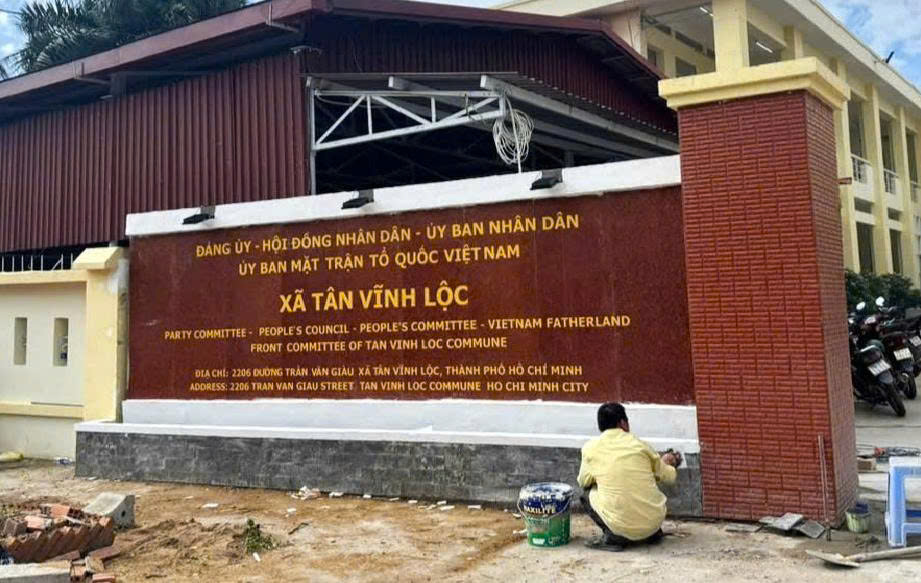 ĐẢNG ỦY - HỘI ĐỒNG NHÂN DÂN - ỦY BAN NHÂN DÂN
ỦY BAN MẶT TRẬN TỔ QUỐC VIỆT NAM
XÃ TÂN VĨNH LỘC
PARTY COMMITTEE - PEOPLE'S COUNCIL - PEOPLE'S COMMITTEE - VIETNAM FATHERLAND
FRONT COMMITTEE OF TAN VINH LOC COMMUNE
ĐỊA CHỈ: 2206 ĐƯỜNG TRẦN VĂN GIÀU XÃ TÂN VĨNH LỘC, THÀNH PHỐ HỒ CHÍ MINH
ADDRESS: 2206 TRAN VAN GIAU STREET TAN VINH LOC COMMUNE HO CHI MINH CITY
MAXILITE